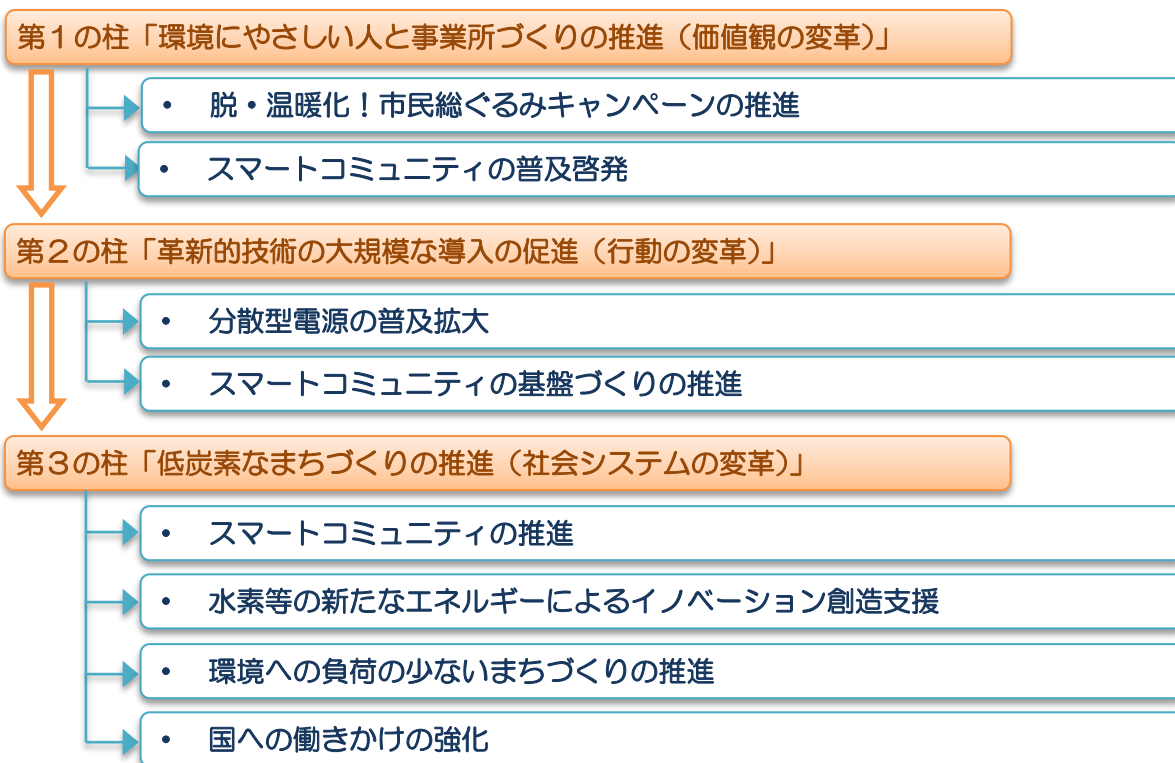 第１の柱「環境にやさしい人と事業所づくりの推進（価値観の変革）」
• 脱・温暖化！市民総ぐるみキャンペーンの推進
• スマートコミュニティの普及啓発
第２の柱「革新的技術の大規模な導入の促進（行動の変革）」
• 分散型電源の普及拡大
• スマートコミュニティの基盤づくりの推進
第３の柱「低炭素なまちづくりの推進（社会システムの変革）」
• スマートコミュニティの推進
• 水素等の新たなエネルギーによるイノベーション創造支援
• 環境への負荷の少ないまちづくりの推進
• 国への働きかけの強化